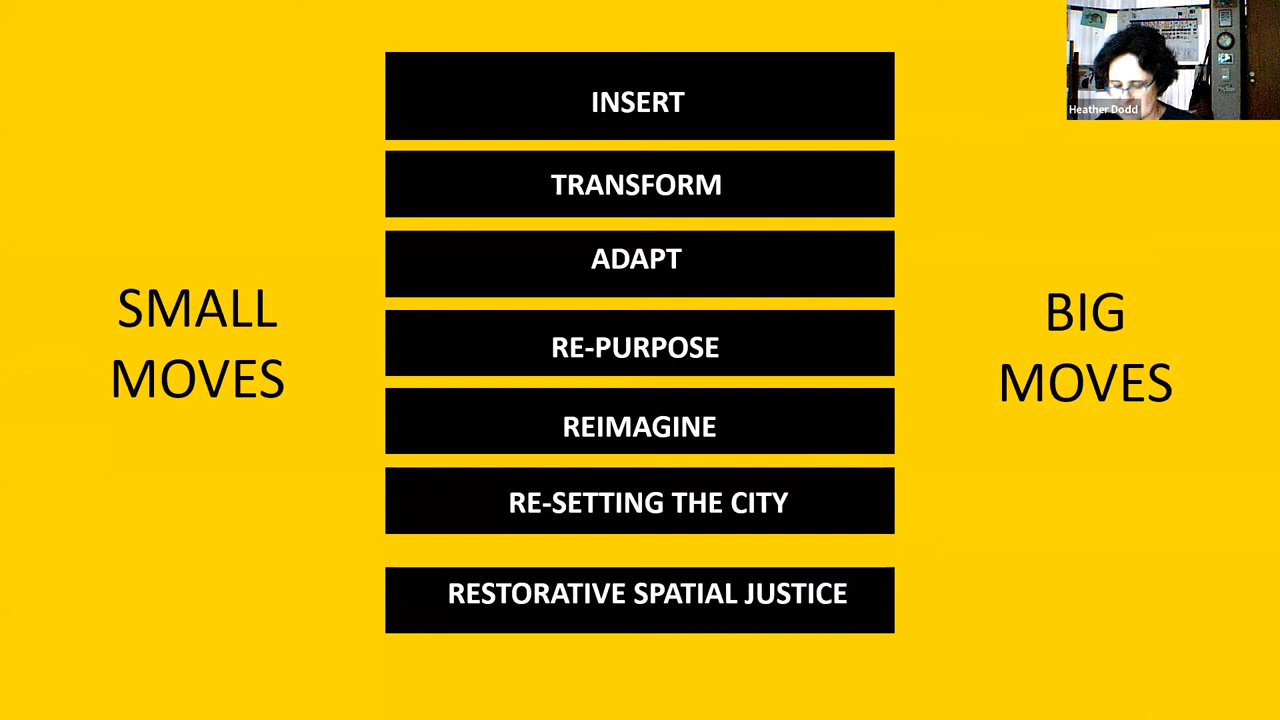 INSERT
Heather Dodd
TRANSFORM
ADAPT
SMALL
MOVES
RE-PURPOSE
BIG
MOVES
REIMAGINE
RE-SETTING THE CITY
RESTORATIVE SPATIAL JUSTICE